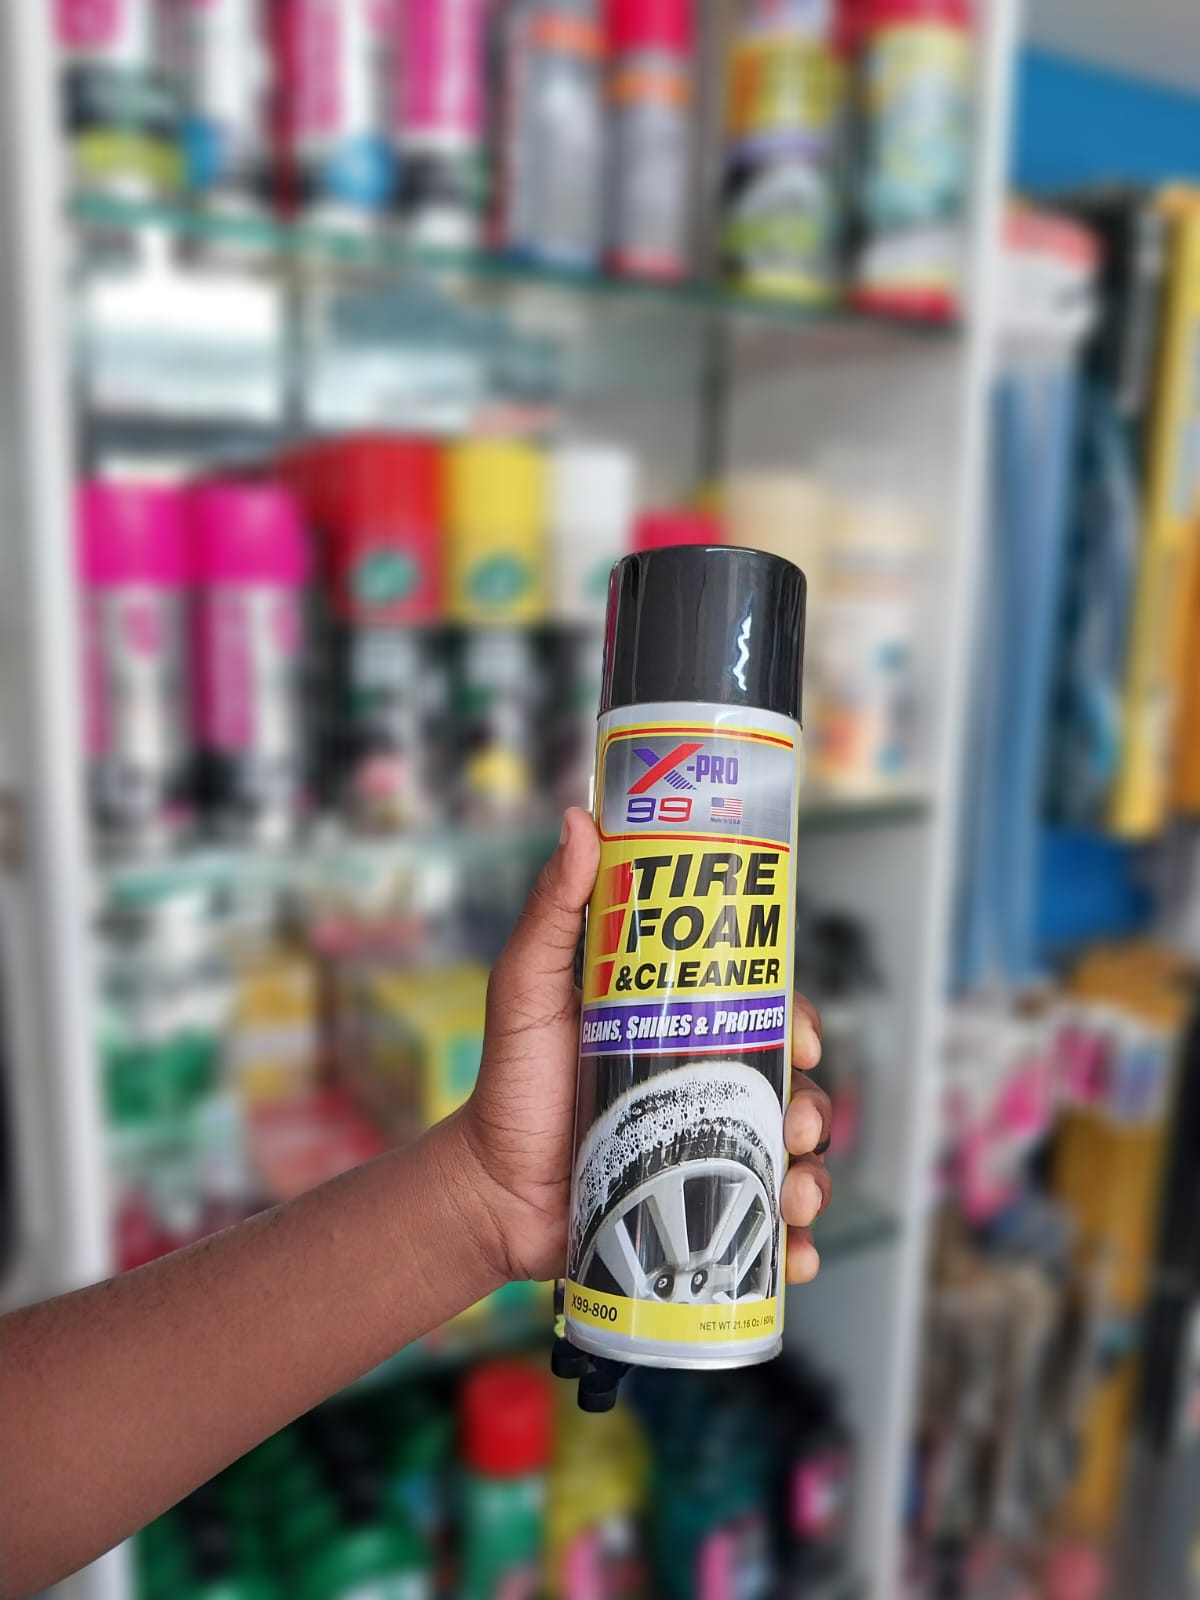 X-PRO
99
Made in U.S.A
TIRE
FOAM
&CLEANER
CLEANS, SHINES & PROTECTS
X99-800
NET WT 21.16 Oz / 600g